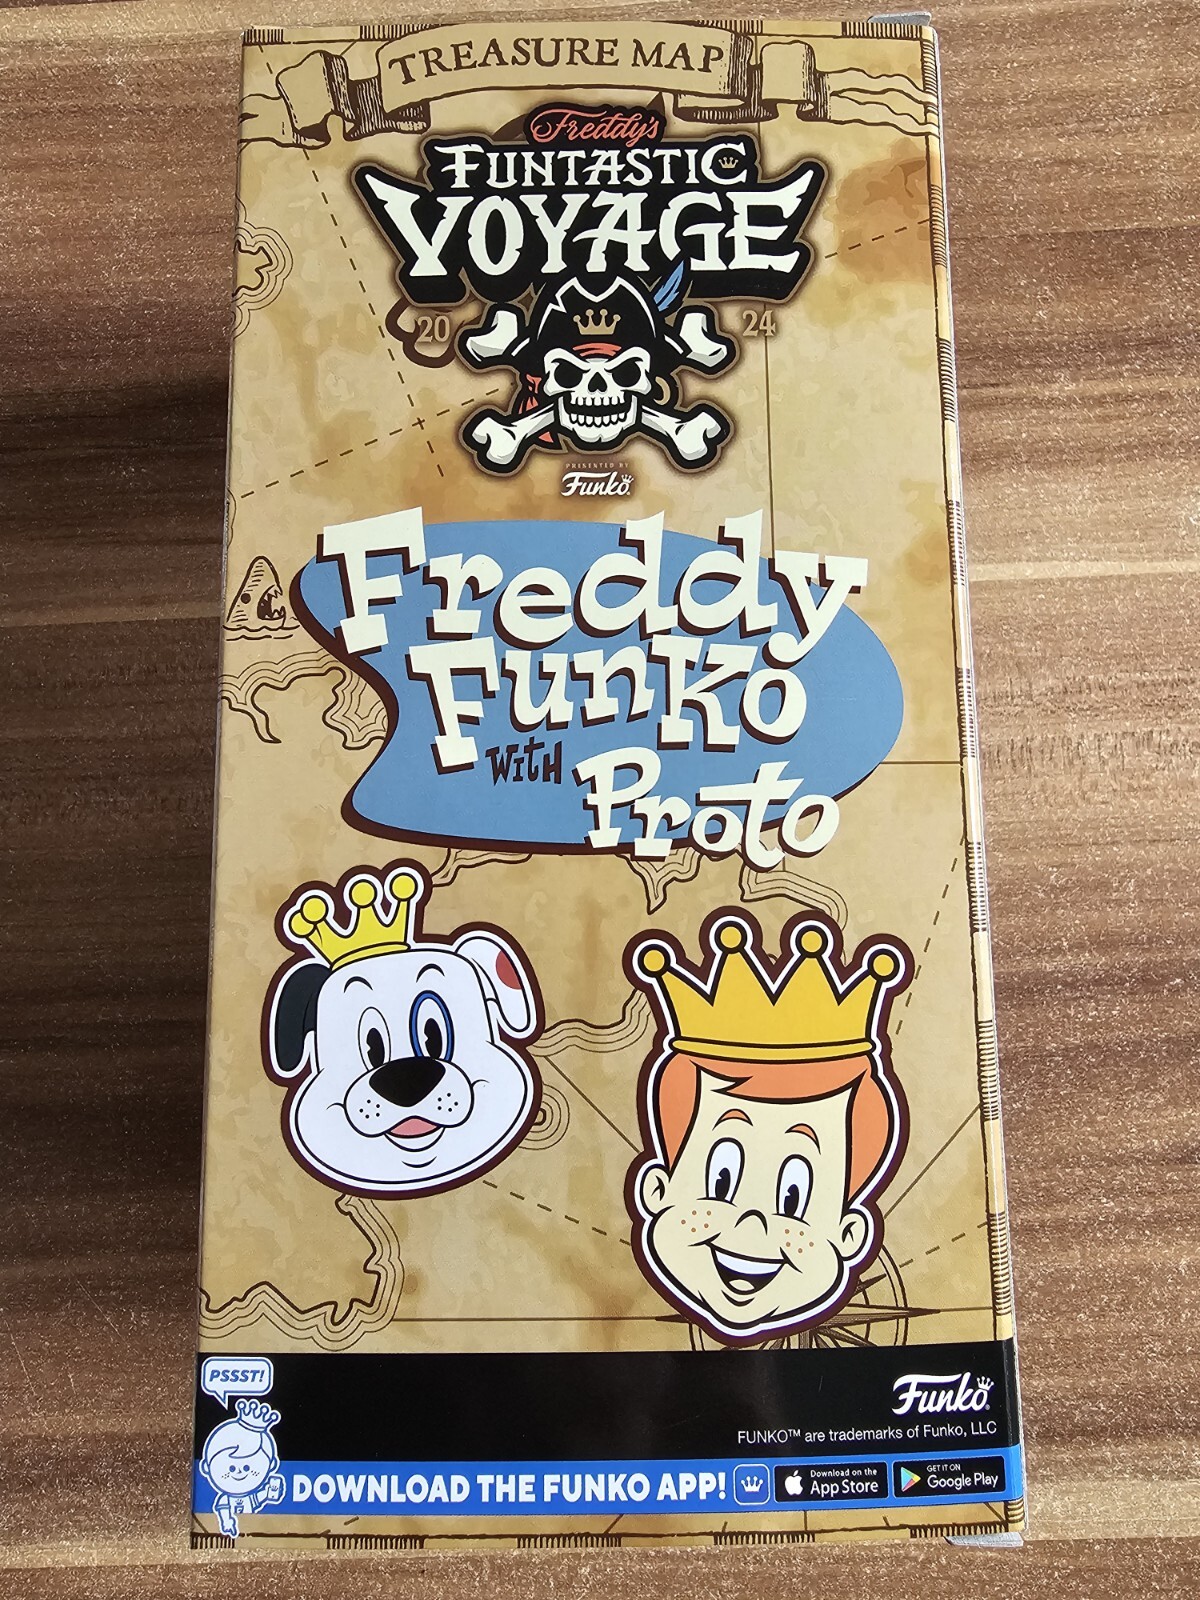 TREASURE MAP
Freddy's
FUNTASTIC
VOYAGE
20 24
PRESENTED BY
Funko
Freddy
Funko
WITH Proto
PSSST!
Funko
FUNKO™ are trademarks of Funko, LLC
DOWNLOAD THE FUNKO APP!
Download on the
App Store
GET IT ON
Google Play